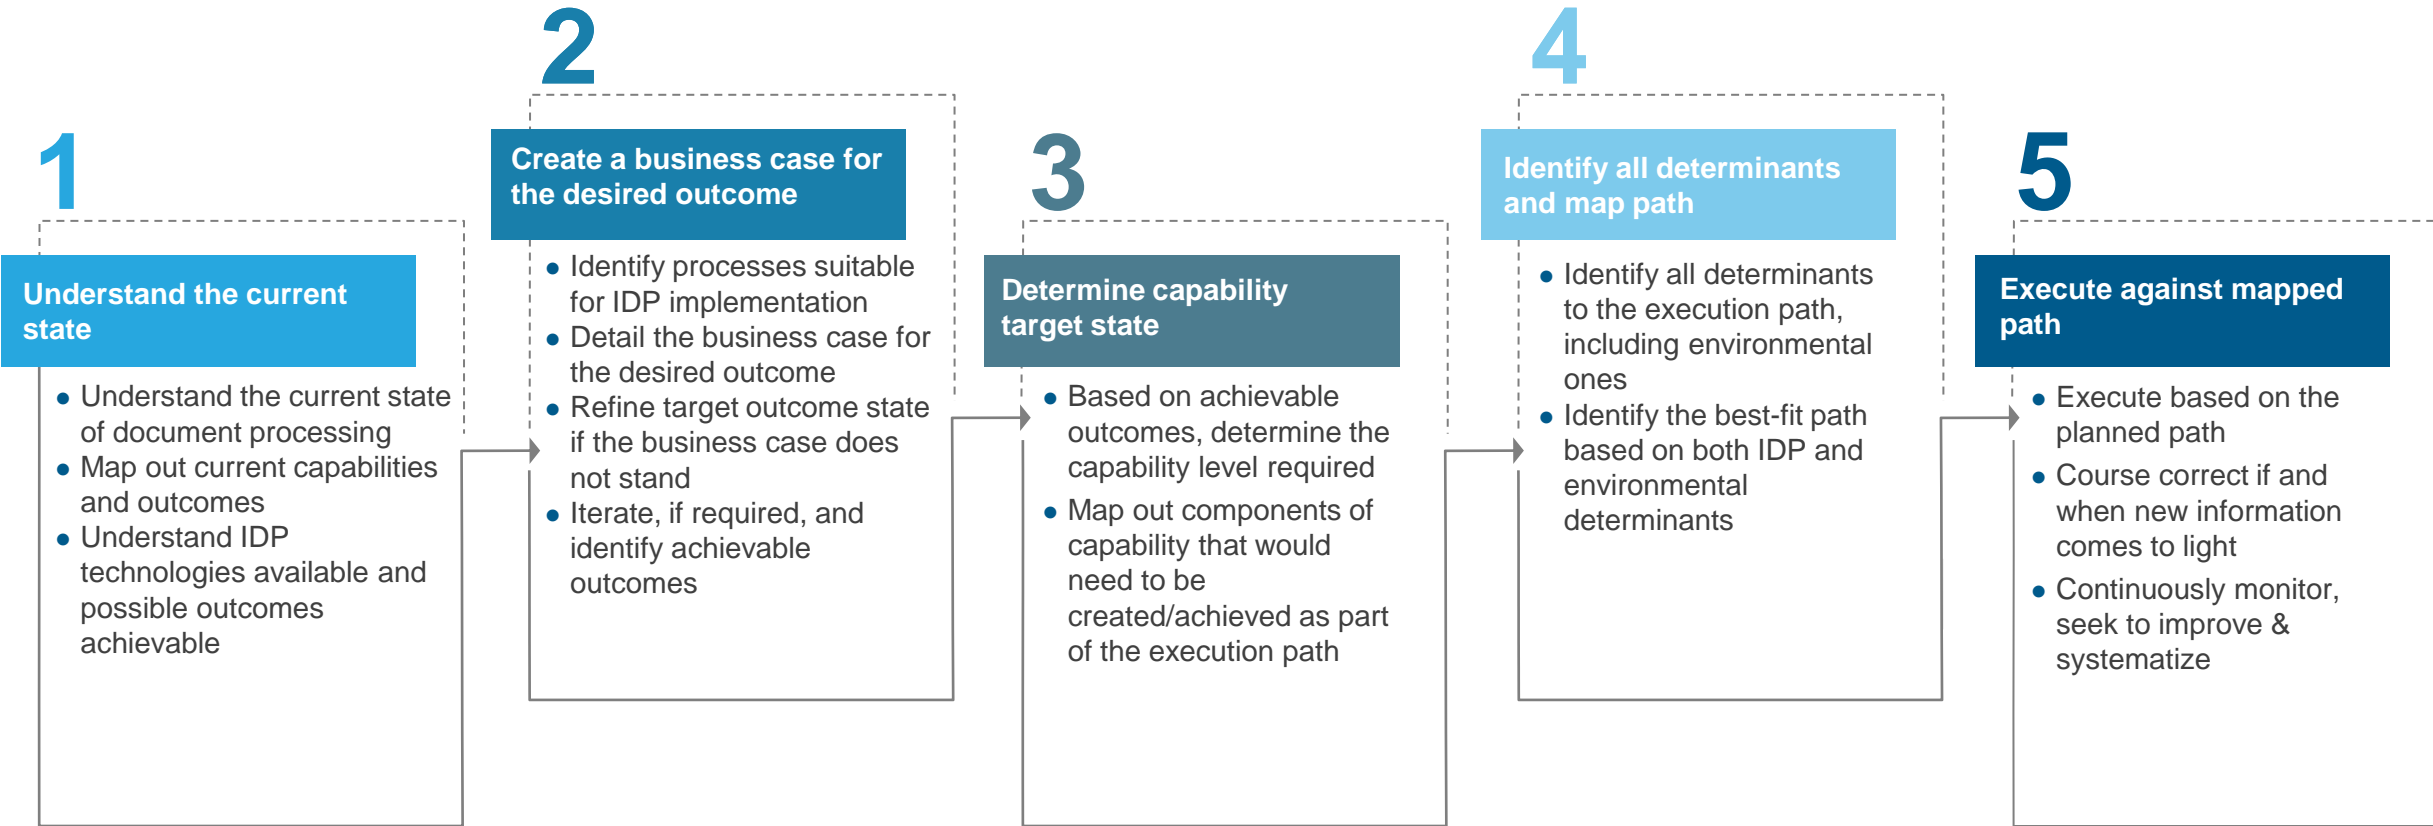 1
Understand the current
state
● Understand the current state
of document processing
● Map out current capabilities
and outcomes
● Understand IDP
technologies available and
possible outcomes
achievable
2
Create a business case for
the desired outcome
● Identify processes suitable
for IDP implementation
● Detail the business case for
the desired outcome
● Refine target outcome state
if the business case does
not stand
● Iterate, if required, and
identify achievable
outcomes
3
Determine capability
target state
● Based on achievable
outcomes, determine the
capability level required
● Map out components of
capability that would
need to be
created/achieved as part
of the execution path
4
Identify all determinants
and map path
● Identify all determinants
to the execution path,
including environmental
ones
● Identify the best-fit path
based on both IDP and
environmental
determinants
5
Execute against mapped
path
● Execute based on the
planned path
● Course correct if and
when new information
comes to light
● Continuously monitor,
seek to improve &
systematize